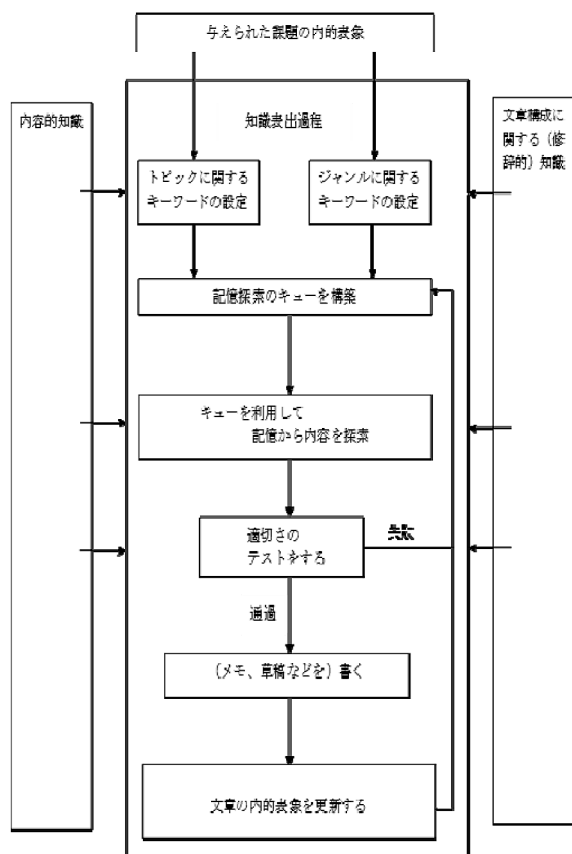 与えられた課題の内的表象
内容的知識
知識表出過程
文章構成に
関する（修
辞的）知識
トピックに関する
キーワードの設定
ジャンルに関する
キーワードの設定
記憶探索のキューを構築
キューを利用して
記憶から内容を探索
適切さの
テストをする
失敗
通過
（メモ、草稿などを）書く
文章の内的表象を更新する